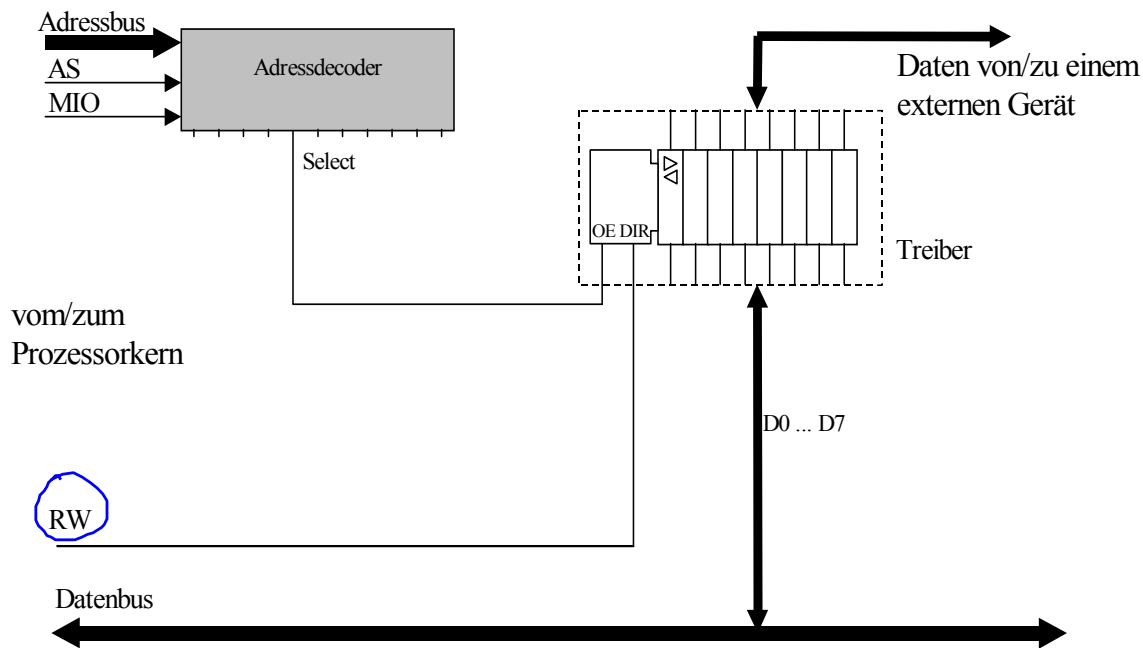 Adressbus
AS
MIO
Adressdecoder
Select
Daten von/zu einem
externen Gerät
OE DIR
Treiber
vom/zum
Prozessorkern
D0 ... D7
RW
Datenbus